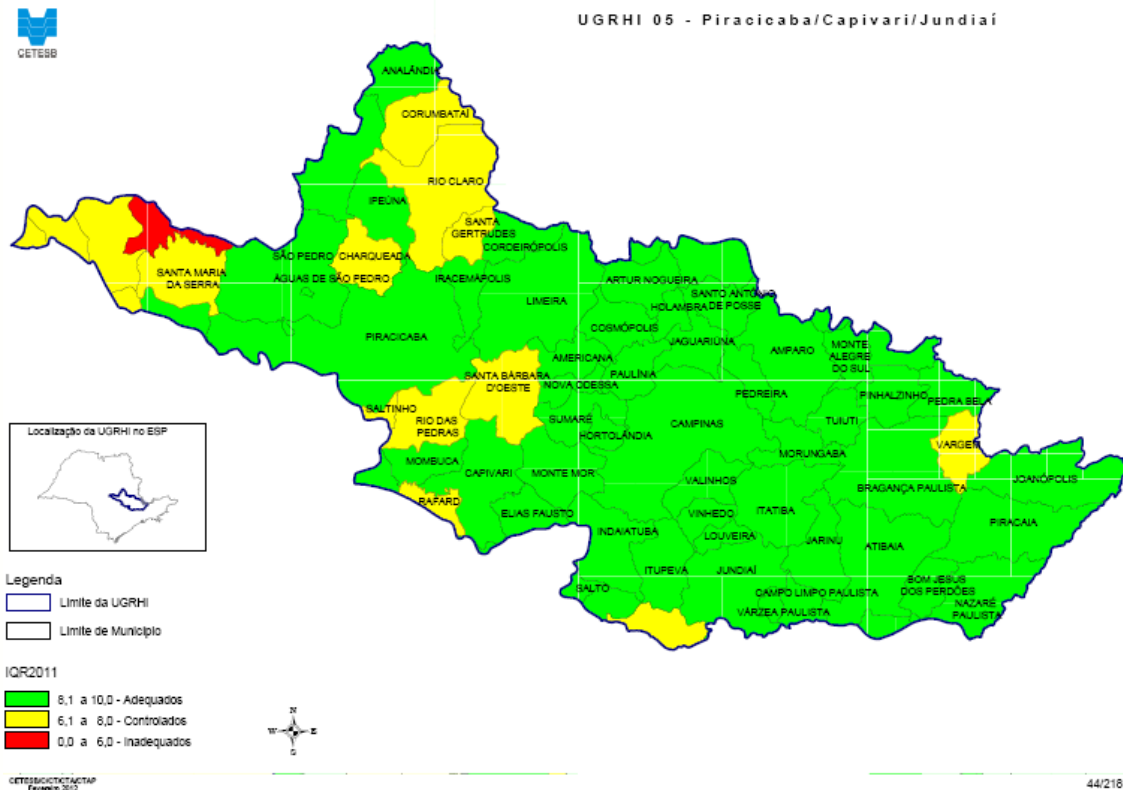 UGRHI 05 - Piracicaba/Capivari/Jundiaí
CETESB
ANALÂNDIA
CORUMBATAÍ
RIO CLARO
IPEÚNA
SANTA
GERTRUDES
CORDEIRÓPOLIS
SÃO PEDRO
CHARQUEADA
SANTA MARIA
DA SERRA
ÁGUAS DE SÃO PEDRO
IRACEMÁPOLIS
ARTUR NOGUEIRA
LIMEIRA
HOLAMBRA
SANTO ANTÔNIO
DE POSSE
COSMÓPOLIS
PIRACICABA
JAGUARIÚNA
AMPARO
MONTE
ALEGRE
DO SUL
AMERICANA
SANTA BÁRBARA
D'OESTE
NOVA ODESSA
PAULÍNIA
PEDREIRA
PINHALZINHO
PEDRA BELA
SALTINHO
RIO DAS
PEDRAS
SUMARÉ
HORTOLÂNDIA
CAMPINAS
TUIUTI
VARGEM
MORUNGABA
MOMBUCA
CAPIVARI
MONTE MOR
VALINHOS
BRAGANÇA PAULISTA
JOANÓPOLIS
RAFARD
ELIAS FAUSTO
VINHEDO
ITATIBA
PIRACAIA
INDAIATUBA
LOUVEIRA
JARINU
ATIBAIA
ITUPEVA
JUNDIAÍ
SALTO
CAMPO LIMPO PAULISTA
BOM JESUS
DOS PERDÕES
VÁRZEA PAULISTA
NAZARÉ
PAULISTA
Localização da UGRHI no ESP
Legenda
Limite da UGRHI
Limite de Município
IQR2011
8,1 a 10,0 - Adequados
6,1 a 8,0 - Controlados
0,0 a 6,0 - Inadequados
N
W E
S
Fevereiro 2012
44/218